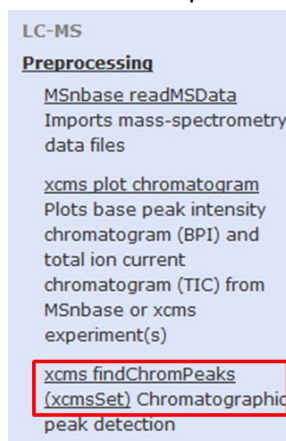 LC-MS
Preprocessing
MSnbase readMSData
Imports mass-spectrometry
data files
xcms plot chromatogram
Plots base peak intensity
chromatogram (BPI) and
total ion current
chromatogram (TIC) from
MSnbase or xcms
experiment(s)
xcms findChromPeaks
(xcmsSet) Chromatographic
peak detection